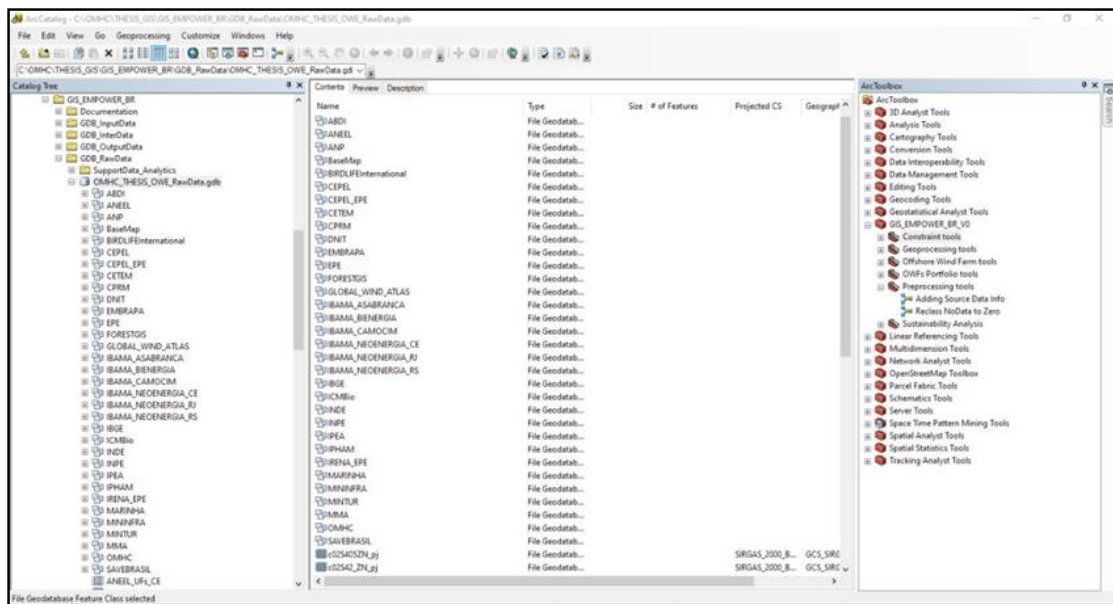 ArcCatalog - C:\OMHC\THESIS_GIS\GIS_EMPOWER_BR\GDB_RawData\OMHC_THESIS_OWE_RawData.gdb
File Edit View Go Geoprocessing Customize Windows Help
C:\OMHC\THESIS_GIS\GIS_EMPOWER_BR\GDB_RawData\OMHC_THESIS_OWE_RawData.gdl
Catalog Tree
GIS_EMPOWER_BR
Documentation
GDB_InputData
GDB_InterData
GDB_OutputData
GDB_RawData
SupportData_Analytics
OMHC_THESIS_OWE_RawData.gdb
ABDI
ANEEL
ANP
BaseMap
BIRDLIFEInternational
CEPEL
CEPEL_EPE
CETEM
CPRM
DNIT
EMBRAPA
EPE
FORESTGIS
GLOBAL_WIND_ATLAS
IBAMA_ASABRANCA
IBAMA_BIENERGIA
IBAMA_CAMOCIM
IBAMA_NEOENERGIA_CE
IBAMA_NEOENERGIA_RJ
IBAMA_NEOENERGIA_RS
IBGE
ICMBio
INDE
INPE
IPEA
IPHAM
IRENA_EPE
MARINHA
MININFRA
MINTUR
MMA
OMHC
SAVEBRASIL
ANEEL_UFs_CE
Contents Preview Description
Name Type Size # of Features Projected CS Geograph
ABDI File Geodatab...
ANEEL File Geodatab...
ANP File Geodatab...
BaseMap File Geodatab...
BIRDLIFEInternational File Geodatab...
CEPEL File Geodatab...
CEPEL_EPE File Geodatab...
CETEM File Geodatab...
CPRM File Geodatab...
DNIT File Geodatab...
EMBRAPA File Geodatab...
EPE File Geodatab...
FORESTGIS File Geodatab...
GLOBAL_WIND_ATLAS File Geodatab...
IBAMA_ASABRANCA File Geodatab...
IBAMA_BIENERGIA File Geodatab...
IBAMA_CAMOCIM File Geodatab...
IBAMA_NEOENERGIA_CE File Geodatab...
IBAMA_NEOENERGIA_RJ File Geodatab...
IBAMA_NEOENERGIA_RS File Geodatab...
IBGE File Geodatab...
ICMBio File Geodatab...
INDE File Geodatab...
INPE File Geodatab...
IPEA File Geodatab...
IPHAM File Geodatab...
IRENA_EPE File Geodatab...
MARINHA File Geodatab...
MININFRA File Geodatab...
MINTUR File Geodatab...
OMHC File Geodatab...
SAVEBRASIL File Geodatab...
c02S405ZN_pj SIRGAS_2000_B... GCS_SIRG
c02S42_ZN_pj SIRGAS_2000_B... GCS_SIRG
ArcToolbox
ArcToolbox
3D Analyst Tools
Analysis Tools
Cartography Tools
Conversion Tools
Data Interoperability Tools
Data Management Tools
Editing Tools
Geocoding Tools
Geostatistical Analyst Tools
GIS_EMPOWER_BR_V0
Constraint tools
Geoprocessing tools
Offshore Wind Farm tools
OWFs Portfolio tools
Preprocessing tools
Adding Source Data Info
Reclass NoData to Zero
Sustainability Analysis
Linear Referencing Tools
Multidimension Tools
Network Analyst Tools
OpenStreetMap Toolbox
Parcel Fabric Tools
Schematics Tools
Server Tools
Space Time Pattern Mining Tools
Spatial Analyst Tools
Spatial Statistics Tools
Tracking Analyst Tools
Search
File Geodatabase Feature Class selected